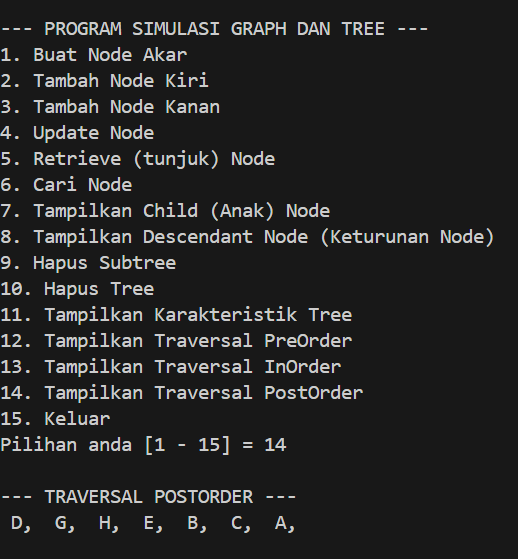 --- PROGRAM SIMULASI GRAPH DAN TREE ---
1. Buat Node Akar
2. Tambah Node Kiri
3. Tambah Node Kanan
4. Update Node
5. Retrieve (tunjuk) Node
6. Cari Node
7. Tampilkan Child (Anak) Node
8. Tampilkan Descendant Node (Keturunan Node)
9. Hapus Subtree
10. Hapus Tree
11. Tampilkan Karakteristik Tree
12. Tampilkan Traversal PreOrder
13. Tampilkan Traversal InOrder
14. Tampilkan Traversal PostOrder
15. Keluar
Pilihan anda [1 - 15] = 14
--- TRAVERSAL POSTORDER ---
D,  G,  H,  E,  B,  C,  A,